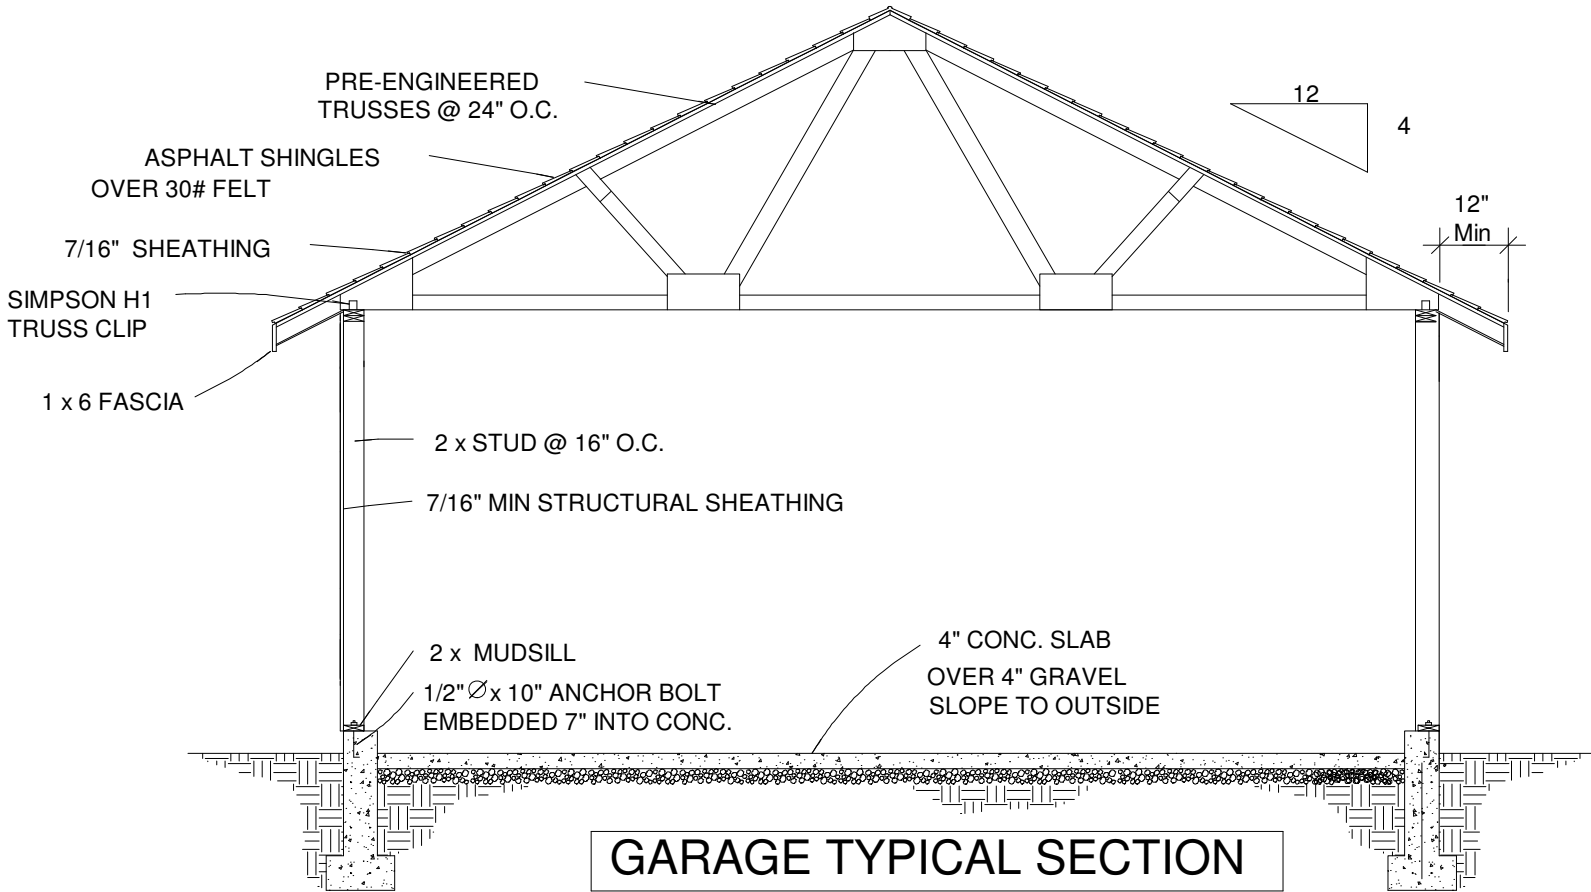 PRE-ENGINEERED
TRUSSES @ 24" O.C.
12
4
ASPHALT SHINGLES
OVER 30# FELT
12"
Min
7/16" SHEATHING
SIMPSON H1
TRUSS CLIP
1 x 6 FASCIA
2 x STUD @ 16" O.C.
7/16" MIN STRUCTURAL SHEATHING
2 x MUDSILL
1/2" Ø x 10" ANCHOR BOLT
EMBEDDED 7" INTO CONC.
4" CONC. SLAB
OVER 4" GRAVEL
SLOPE TO OUTSIDE
GARAGE TYPICAL SECTION